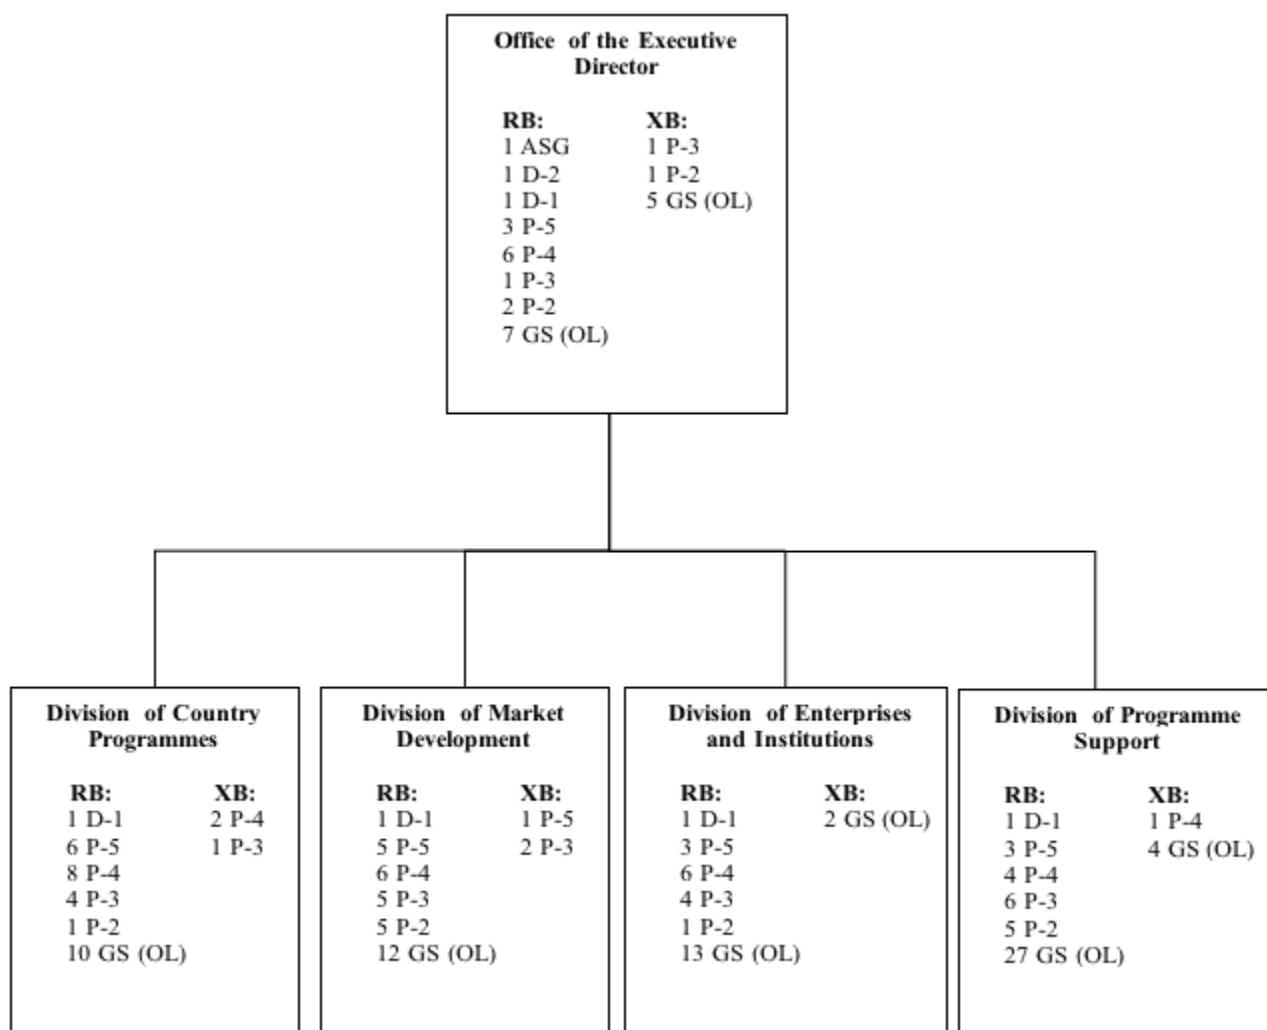 Office of the Executive
Director
RB: XB:
1 ASG 1 P-3
1 D-2 1 P-2
1 D-1 5 GS (OL)
3 P-5
6 P-4
1 P-3
2 P-2
7 GS (OL)
Division of Country
Programmes
RB: XB:
1 D-1 2 P-4
6 P-5 1 P-3
8 P-4
4 P-3
1 P-2
10 GS (OL)
Division of Market
Development
RB: XB:
1 D-1 1 P-5
5 P-5 2 P-3
6 P-4
5 P-3
5 P-2
12 GS (OL)
Division of Enterprises
and Institutions
RB: XB:
1 D-1 2 GS (OL)
3 P-5
6 P-4
4 P-3
1 P-2
13 GS (OL)
Division of Programme
Support
RB: XB:
1 D-1 1 P-4
3 P-5 4 GS (OL)
4 P-4
6 P-3
5 P-2
27 GS (OL)